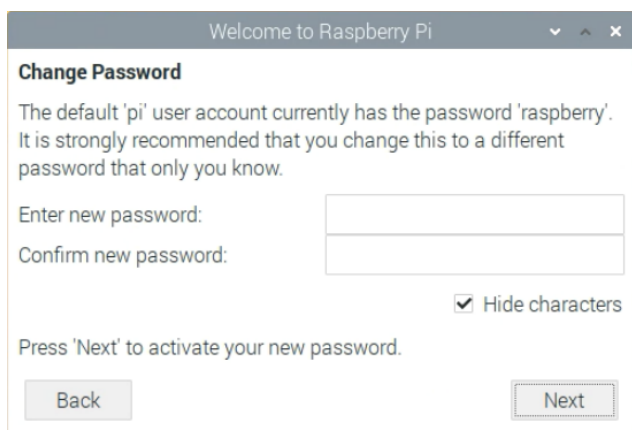 Welcome to Raspberry Pi
Change Password
The default 'pi' user account currently has the password 'raspberry'.
It is strongly recommended that you change this to a different
password that only you know.
Enter new password:
Confirm new password:
Hide characters
Press 'Next' to activate your new password.
Back
Next